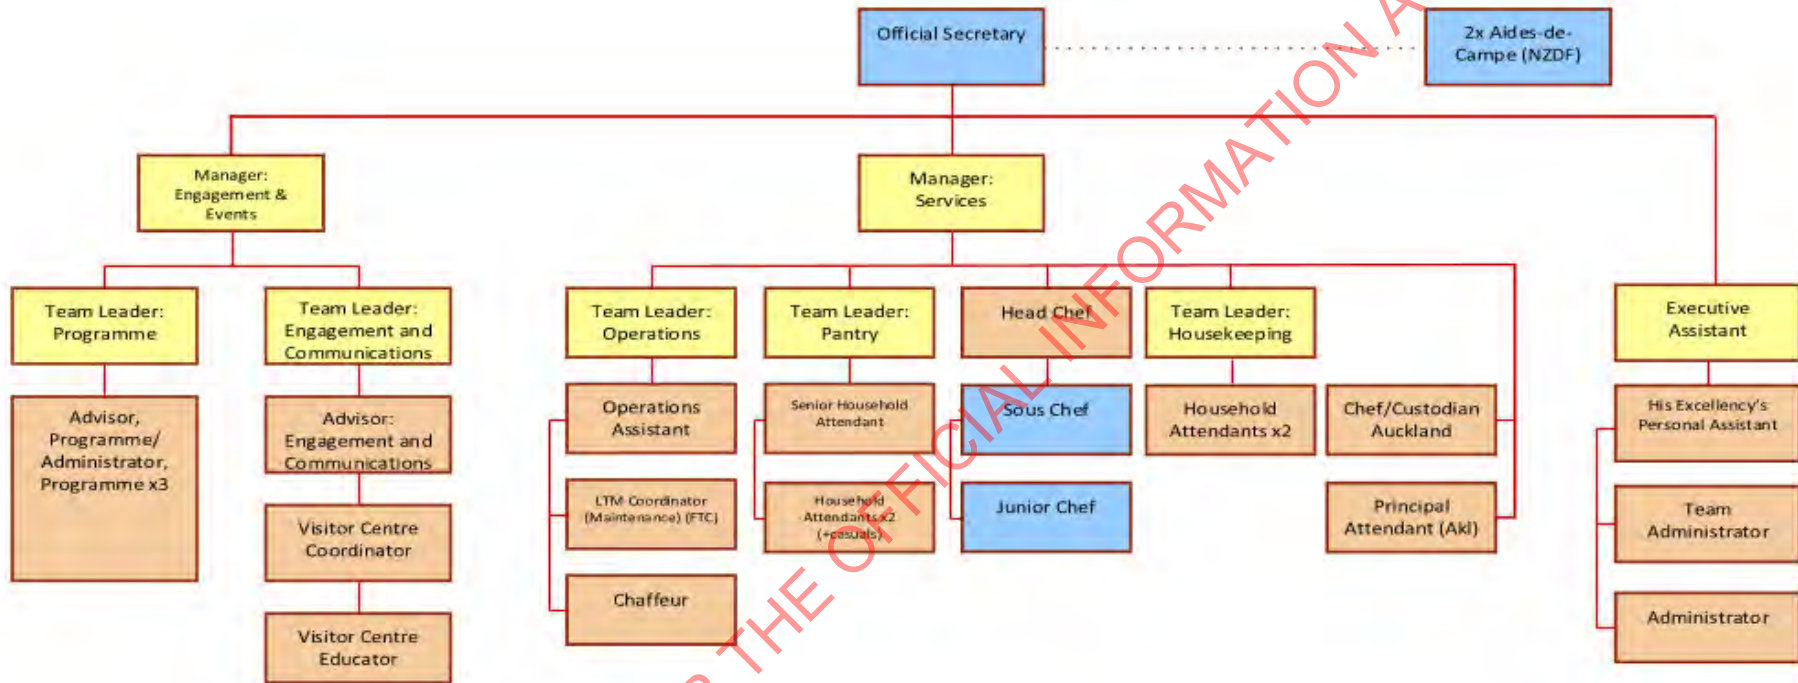 Official Secretary
2x Aides-de-
Campe (NZDF)
Manager:
Engagement &
Events
Manager:
Services
Team Leader:
Programme
Team Leader:
Engagement and
Communications
Team Leader:
Operations
Team Leader:
Pantry
Head Chef
Team Leader:
Housekeeping
Executive
Assistant
Advisor,
Programme/
Administrator,
Programme x3
Advisor:
Engagement and
Communications
Visitor Centre
Coordinator
Visitor Centre
Educator
Operations
Assistant
LTM Coordinator
(Maintenance) (FTC)
Chaffeur
Senior Household
Attendant
Household
Attendants x2
(+casuals)
Sous Chef
Junior Chef
Household
Attendants x2
Chef/Custodian
Auckland
Principal
Attendant (Akl)
His Excellency's
Personal Assistant
Team
Administrator
Administrator
THE OFFICIAL INFORMATION A